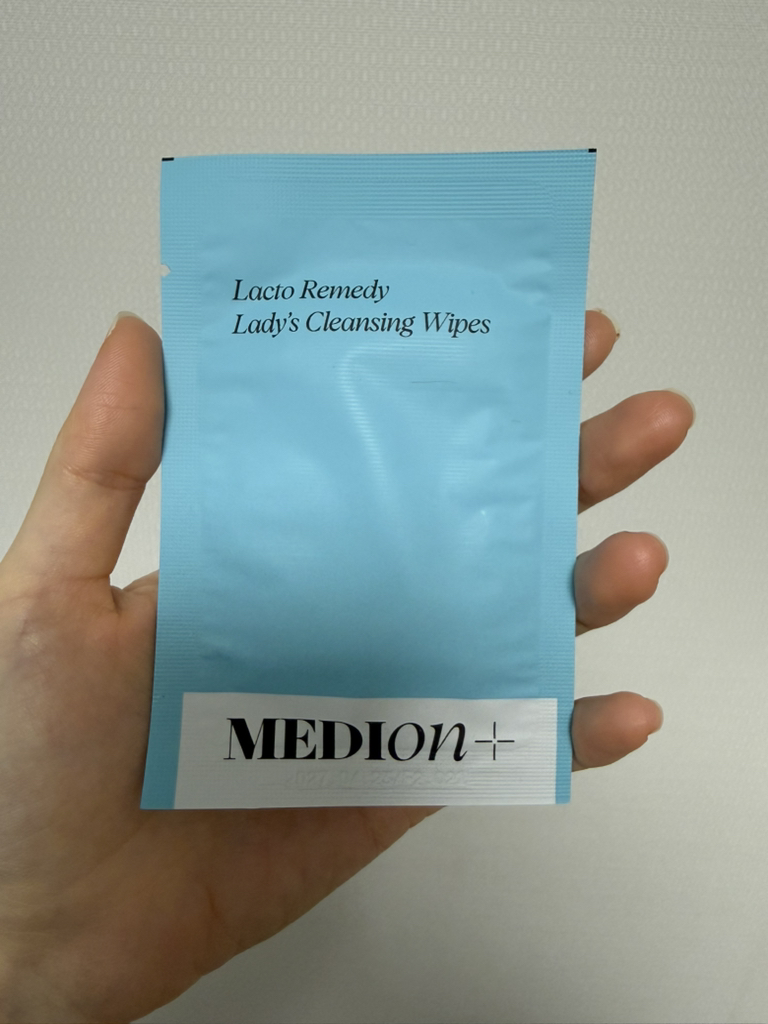 Lacto Remedy
Lady's Cleansing Wipes
MEDIon+